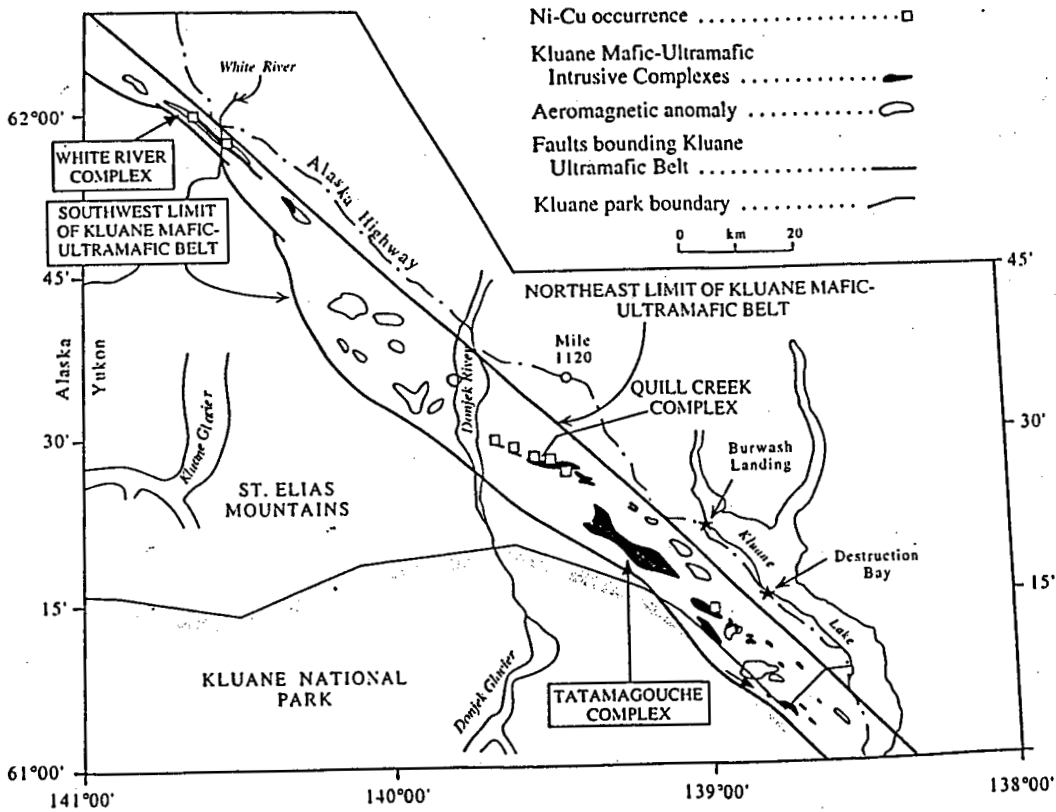 Ni-Cu occurrence
Kluane Mafic-Ultramafic
Intrusive Complexes
Aeromagnetic anomaly
Faults bounding Kluane
Ultramafic Belt
Kluane park boundary
0 km 20
White River
62°00'
WHITE RIVER
COMPLEX
Alaska Highway
SOUTHWEST LIMIT
OF KLUANE MAFIC-
ULTRAMAFIC BELT
45'
45'
NORTHEAST LIMIT OF KLUANE MAFIC-
ULTRAMAFIC BELT
Alaska
Yukon
Mile
1120
Donjek River
QUILL CREEK
COMPLEX
Kluane Glacier
30'
30'
Burwash
Landing
ST. ELIAS
MOUNTAINS
Kluane
Lake
Destruction
Bay
15'
15'
KLUANE NATIONAL
PARK
Donjek Glacier
TATAMAGOUCHE
COMPLEX
61°00'
141°00'
140°00'
139°00'
138°00'